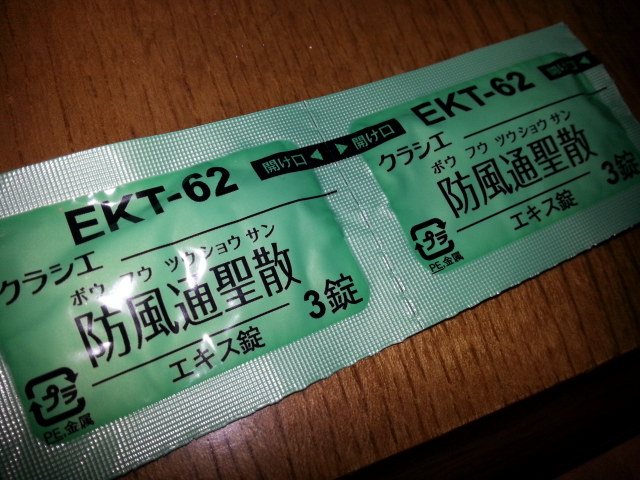 EKT-62
開け口◀
クラシエ
ボウ フウ ツウショウ サン
防風通聖散
エキス錠
3錠
プラ
PE,金属
▶開け口
EKT-62
クラシエ
ボウ フウ ツウショウ サン
防風通聖散
エキス錠
3錠
プラ
PE,金属